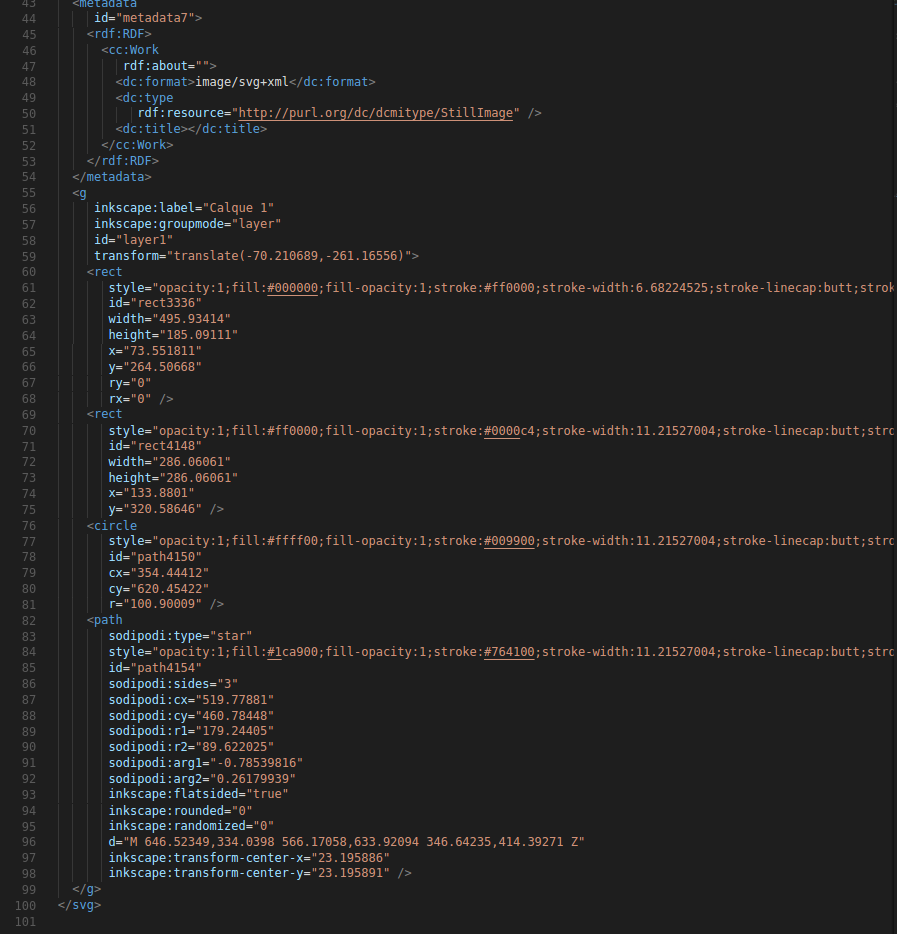 43 <metadata
44 id="metadata7">
45 <rdf:RDF>
46 <cc:Work
47 rdf:about="">
48 <dc:format>image/svg+xml</dc:format>
49 <dc:type
50 rdf:resource="http://purl.org/dc/dcmitype/StillImage" />
51 <dc:title></dc:title>
52 </cc:Work>
53 </rdf:RDF>
54 </metadata>
55 <g
56 inkscape:label="Calque 1"
57 inkscape:groupmode="layer"
58 id="layer1"
59 transform="translate(-70.210689,-261.16556)">
60 <rect
61 style="opacity:1;fill:#000000;fill-opacity:1;stroke:#ff0000;stroke-width:6.68224525;stroke-linecap:butt;strok
62 id="rect3336"
63 width="495.93414"
64 height="185.09111"
65 x="73.551811"
66 y="264.50668"
67 ry="0"
68 rx="0" />
69 <rect
70 style="opacity:1;fill:#ff0000;fill-opacity:1;stroke:#0000c4;stroke-width:11.21527004;stroke-linecap:butt;stro
71 id="rect4148"
72 width="286.06061"
73 height="286.06061"
74 x="133.8801"
75 y="320.58646" />
76 <circle
77 style="opacity:1;fill:#ffff00;fill-opacity:1;stroke:#009900;stroke-width:11.21527004;stroke-linecap:butt;stro
78 id="path4150"
79 cx="354.44412"
80 cy="620.45422"
81 r="100.90009" />
82 <path
83 sodipodi:type="star"
84 style="opacity:1;fill:#1ca900;fill-opacity:1;stroke:#764100;stroke-width:11.21527004;stroke-linecap:butt;stro
85 id="path4154"
86 sodipodi:sides="3"
87 sodipodi:cx="519.77881"
88 sodipodi:cy="460.78448"
89 sodipodi:r1="179.24405"
90 sodipodi:r2="89.622025"
91 sodipodi:arg1="-0.78539816"
92 sodipodi:arg2="0.26179939"
93 inkscape:flatsided="true"
94 inkscape:rounded="0"
95 inkscape:randomized="0"
96 d="M 646.52349,334.0398 566.17058,633.92094 346.64235,414.39271 Z"
97 inkscape:transform-center-x="23.195886"
98 inkscape:transform-center-y="23.195891" />
99 </g>
100 </svg>
101